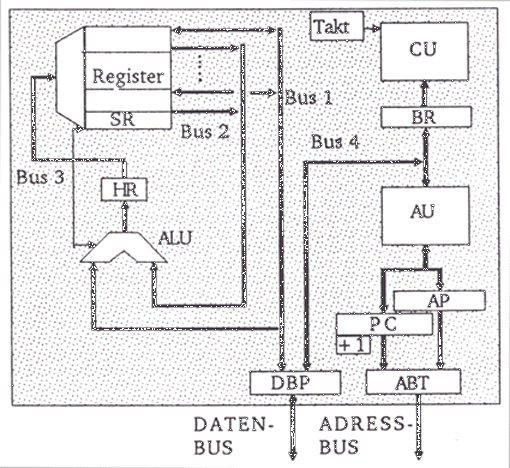 Takt
CU
Register
SR
Bus 1
Bus 2
BR
Bus 4
Bus 3
HR
ALU
AU
AP
PC
+1
DBP
ABT
DATEN-
BUS
ADRESS-
BUS